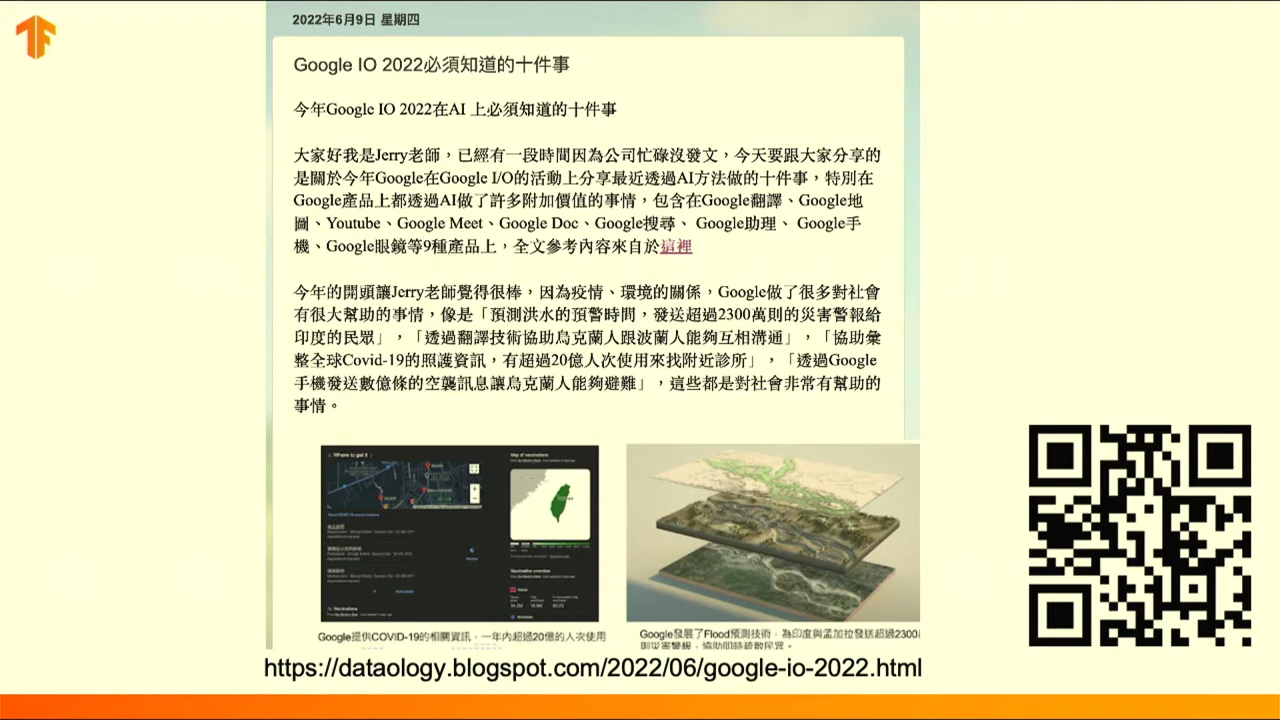 2022年6月9日 星期四
Google IO 2022必須知道的十件事
今年Google IO 2022在AI 上必須知道的十件事
大家好我是Jerry老師，已經有一段時間因為公司忙碌沒發文，今天要跟大家分享的
是關於今年Google在Google I/O的活動上分享最近透過AI方法做的十件事，特別在
Google產品上都透過AI做了許多附加價值的事情，包含在Google翻譯、Google地
圖、Youtube、Google Meet、Google Doc、Google搜尋、 Google助理、 Google手
機、Google眼鏡等9種產品上，全文參考內容來自於這裡
今年的開頭讓Jerry老師覺得很棒，因為疫情、環境的關係，Google做了很多對社會
有很大幫助的事情，像是「預測洪水的預警時間，發送超過2300萬則的災害警報給
印度的民眾」，「透過翻譯技術協助烏克蘭人跟波蘭人能夠互相溝通」，「協助彙
整全球Covid-19的照護資訊，有超過20億人次使用來找附近診所」，「透過Google
手機發送數億條的空襲訊息讓烏克蘭人能夠避難」，這些都是對社會非常有幫助的
事情。
Where to get it
Map of vaccinations
Vaccination overview
Vaccinations
Google提供COVID-19的相關資訊，一年內超過20億的人次使用
Google發展了Flood預測技術，為印度與孟加拉發送超過2300
則災害警報，協助即時疏散民眾。
https://dataology.blogspot.com/2022/06/google-io-2022.html